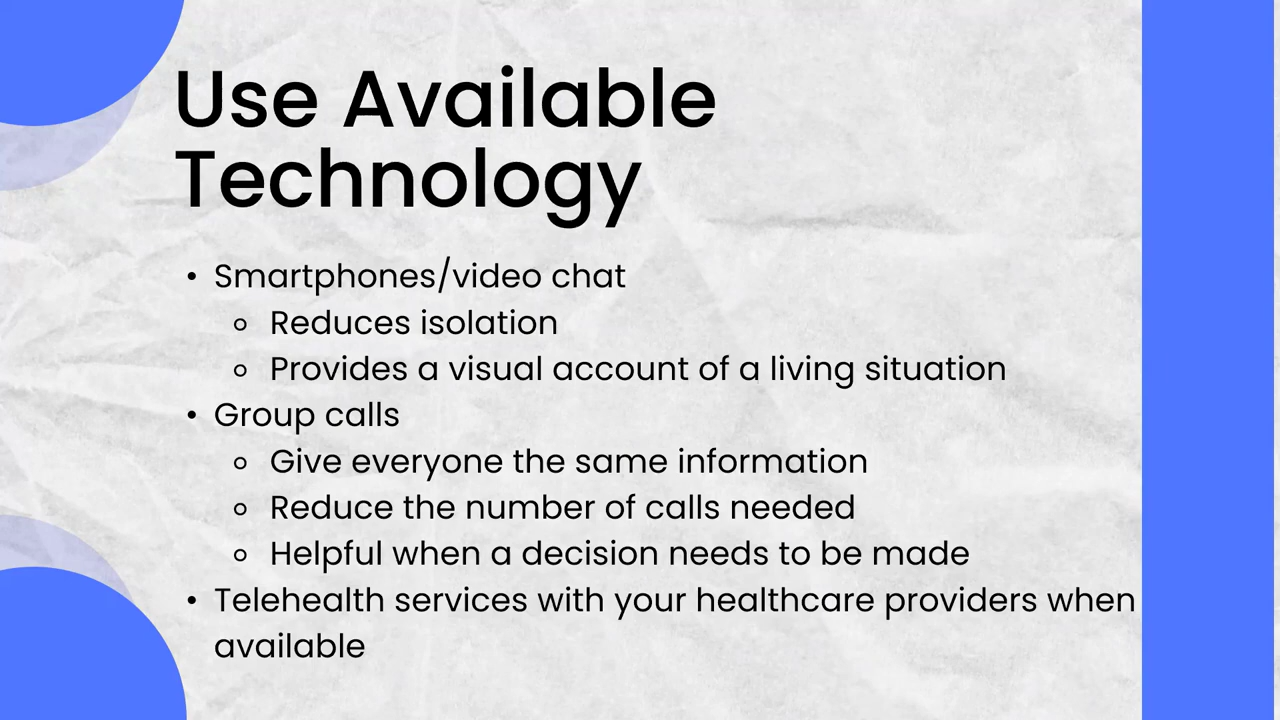 Use Available
Technology
• Smartphones/video chat
○ Reduces isolation
○ Provides a visual account of a living situation
• Group calls
○ Give everyone the same information
○ Reduce the number of calls needed
○ Helpful when a decision needs to be made
• Telehealth services with your healthcare providers when
available